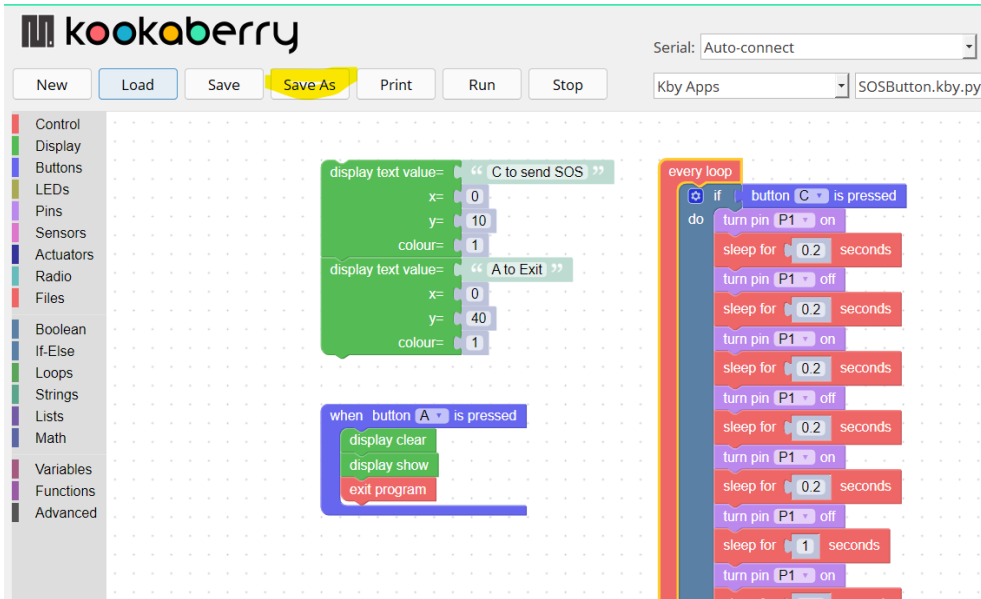 kookaberry
Serial: Auto-connect
New Load Save Save As Print Run Stop
Kby Apps SOSButton.kby.py
Control
Display
Buttons
LEDs
Pins
Sensors
Actuators
Radio
Files
Boolean
If-Else
Loops
Strings
Lists
Math
Variables
Functions
Advanced
display text value= “ C to send SOS ”
x= 0
y= 10
colour= 1
display text value= “ A to Exit ”
x= 0
y= 40
colour= 1
when button A is pressed
display clear
display show
exit program
every loop
if button C is pressed
do turn pin P1 on
sleep for 0.2 seconds
turn pin P1 off
sleep for 0.2 seconds
turn pin P1 on
sleep for 0.2 seconds
turn pin P1 off
sleep for 0.2 seconds
turn pin P1 on
sleep for 0.2 seconds
turn pin P1 off
sleep for 1 seconds
turn pin P1 on